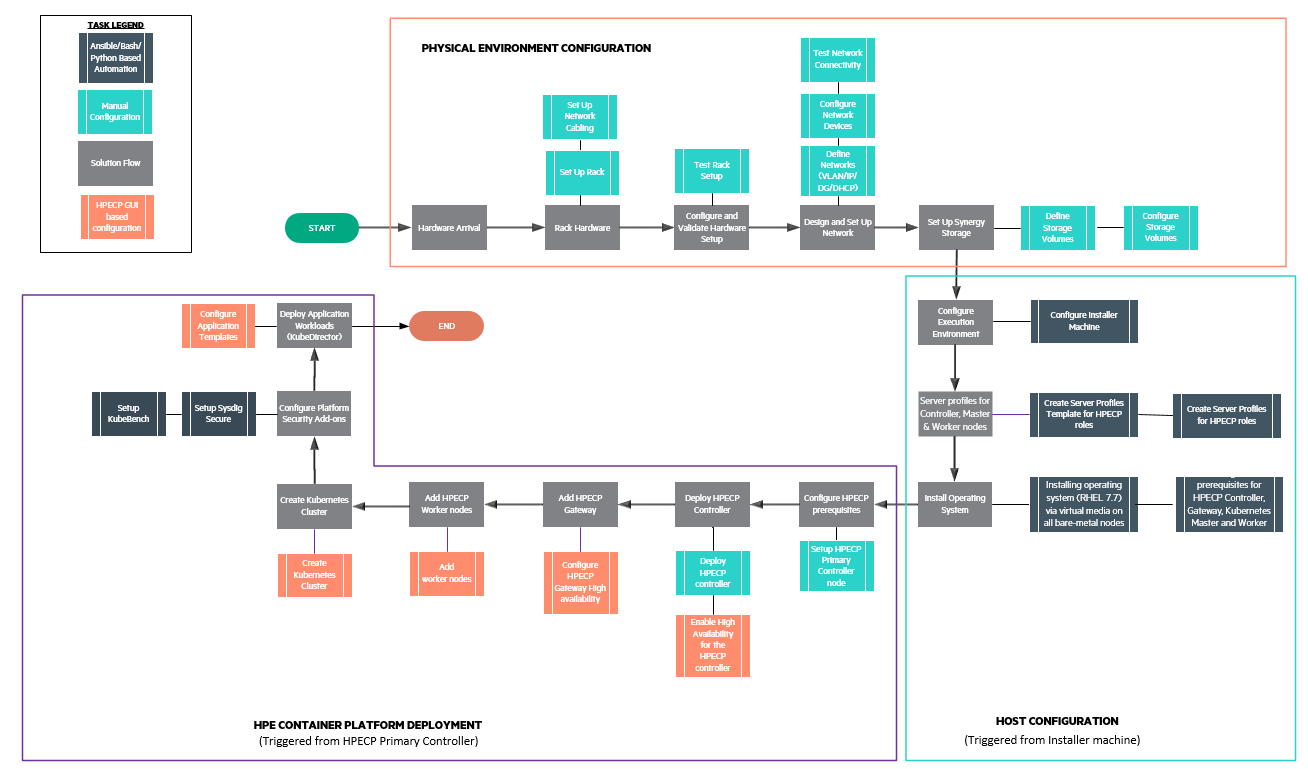 TASK LEGEND
Ansible/Bash/
Python Based
Automation
Manual
Configuration
Solution Flow
HPECP GUI
based
configuration
PHYSICAL ENVIRONMENT CONFIGURATION
Test Network
Connectivity
Set Up
Network
Cabling
Configure
Network
Devices
Set Up Rack
Test Rack
Setup
Define
Networks
(VLAN/IP/
DG/DHCP)
START
Hardware Arrival
Rack Hardware
Configure and
Validate Hardware
Setup
Design and Set Up
Network
Set Up Synergy
Storage
Define
Storage
Volumes
Configure
Storage
Volumes
Configure
Application
Templates
Deploy Application
Workloads
(KubeDirector)
END
Configure
Execution
Environment
Configure Installer
Machine
Setup
KubeBench
Setup Sysdig
Secure
Configure Platform
Security Add-ons
Server profiles for
Controller, Master
& Worker nodes
Create Server Profiles
Template for HPECP
roles
Create Server Profiles
for HPECP roles
Create Kubernetes
Cluster
Add HPECP
Worker nodes
Add HPECP
Gateway
Deploy HPECP
Controller
Configure HPECP
prerequisites
Install Operating
System
Installing operating
system (RHEL 7.7)
via virtual media on
all bare-metal nodes
prerequisites for
HPECP Controller,
Gateway, Kubernetes
Master and Worker
Create
Kubernetes
Cluster
Add
worker nodes
Configure
HPECP
Gateway High
availability
Deploy
HPECP
controller
Setup HPECP
Primary
Controller
node
Enable High
Availability
for the
HPECP
controller
HPE CONTAINER PLATFORM DEPLOYMENT
(Triggered from HPECP Primary Controller)
HOST CONFIGURATION
(Triggered from Installer machine)